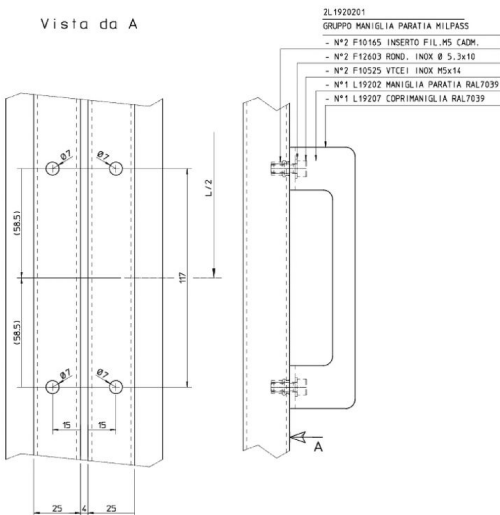 Vista da A
2L1920201
GRUPPO MANIGLIA PARATIA MILPASS
- N°2 F10165 INSERTO FIL.M5 CADM.
- N°2 F12603 ROND. INOX Ø 5.3x10
- N°2 F10525 VTCEI INOX M5x14
- N°1 L19202 MANIGLIA PARATIA RAL7039
- N°1 L19207 COPRIMANIGLIA RAL7039
Ø7
Ø7
(58.5)
L/2
117
(58.5)
Ø7
Ø7
15
15
A
25
4
25